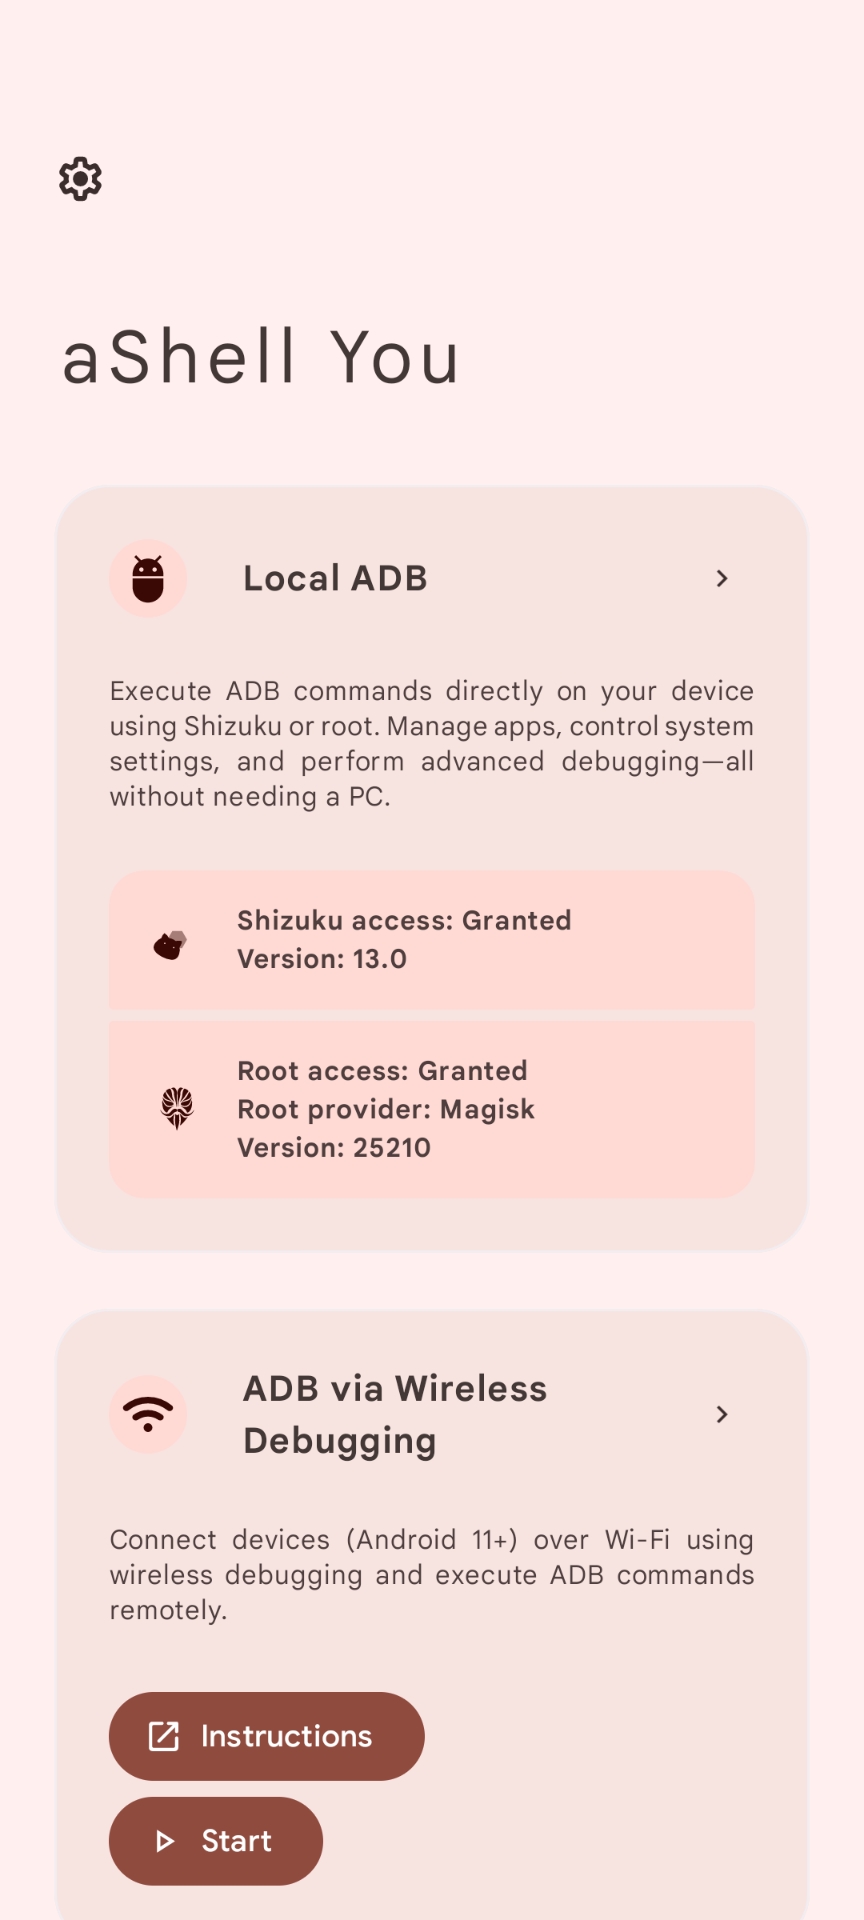 aShell You
Local ADB
Execute ADB commands directly on your device
using Shizuku or root. Manage apps, control system
settings, and perform advanced debugging—all
without needing a PC.
Shizuku access: Granted
Version: 13.0
Root access: Granted
Root provider: Magisk
Version: 25210
ADB via Wireless
Debugging
Connect devices (Android 11+) over Wi-Fi using
wireless debugging and execute ADB commands
remotely.
Instructions
Start